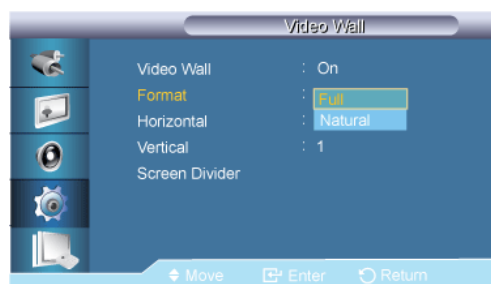 Video Wall
Video Wall : On
Format : Full
Horizontal : Natural
Vertical : 1
Screen Divider
Move Enter Return